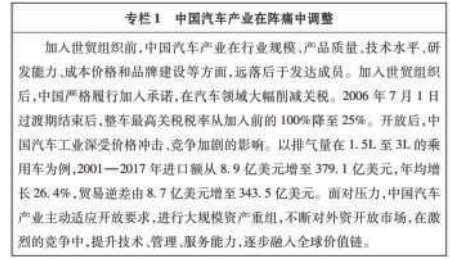 专栏1 中国汽车产业在阵痛中调整
加入世贸组织前,中国汽车产业在行业规模、产品质量、技术水平、研
发能力、成本价格和品牌建设等方面,远落后于发达成员。加入世贸组织
后,中国严格履行加入承诺,在汽车领域大幅削减关税。2006年7月1日
过渡期结束后,整车最高关税税率从加入前的100%降至25%。开放后,中
国汽车工业深受价格冲击、竞争加剧的影响。以排气量在1.5L至3L的乘
用车为例,2001—2017年进口额从8.9亿美元增至379.1亿美元,年均增
长26.4%,贸易逆差由8.7亿美元增至343.5亿美元。面对压力,中国汽车
产业主动适应开放要求,进行大规模资产重组,不断对外资开放市场,在激
烈的竞争中,提升技术、管理、服务能力,逐步融入全球价值链。